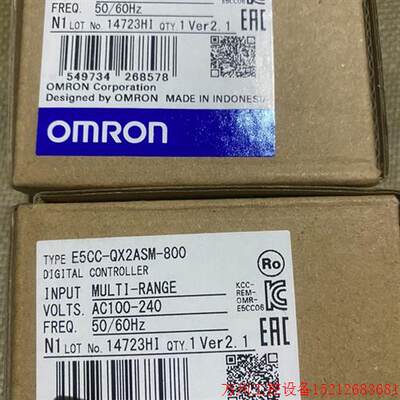 FREQ. 50/60Hz
N1 LOT No. 14723HI QTY.1 Ver2.1
E5CC06
EAC
549734 268578
OMRON Corporation
Designed by OMRON MADE IN INDONESIA
OMRON
TYPE E5CC-QX2ASM-800
DIGITAL CONTROLLER
INPUT MULTI-RANGE
VOLTS. AC100-240
FREQ. 50/60Hz
N1 LOT No. 14723HI QTY.1 Ver2.1
Ro
KCC-
REM-
OMR-
E5CC06
EAC